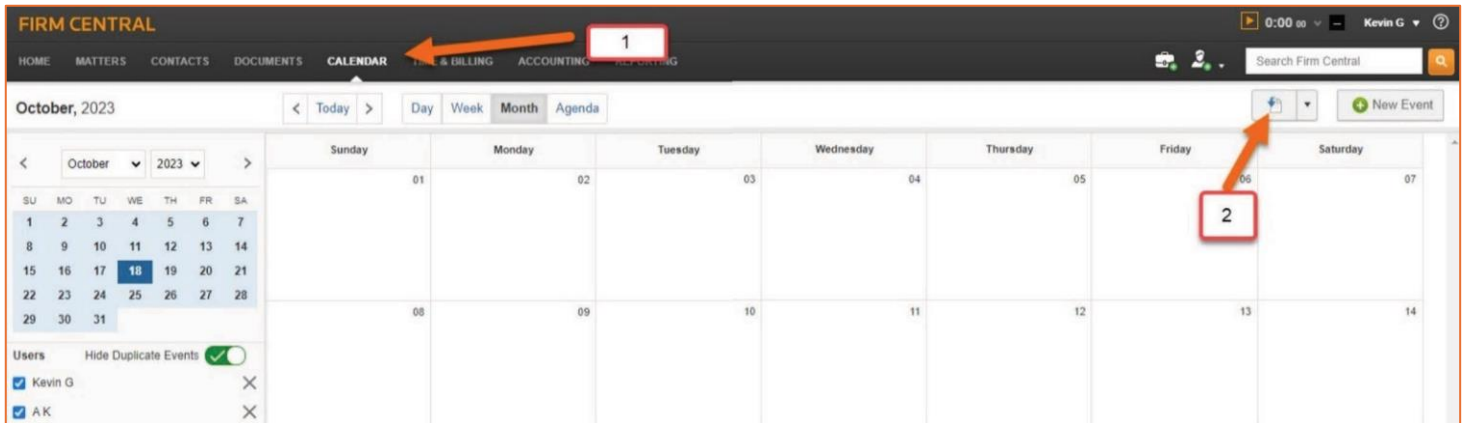 FIRM CENTRAL
0:00 00
Kevin G
1
HOME MATTERS CONTACTS DOCUMENTS CALENDAR TIME & BILLING ACCOUNTING REPORTING
Search Firm Central
October, 2023
Today
Day Week Month Agenda
New Event
October 2023
SU MO TU WE TH FR SA
1 2 3 4 5 6 7
8 9 10 11 12 13 14
15 16 17 18 19 20 21
22 23 24 25 26 27 28
29 30 31
Users Hide Duplicate Events
Kevin G
A K
Sunday Monday Tuesday Wednesday Thursday Friday Saturday
01 02 03 04 05 06 07
2
08 09 10 11 12 13 14